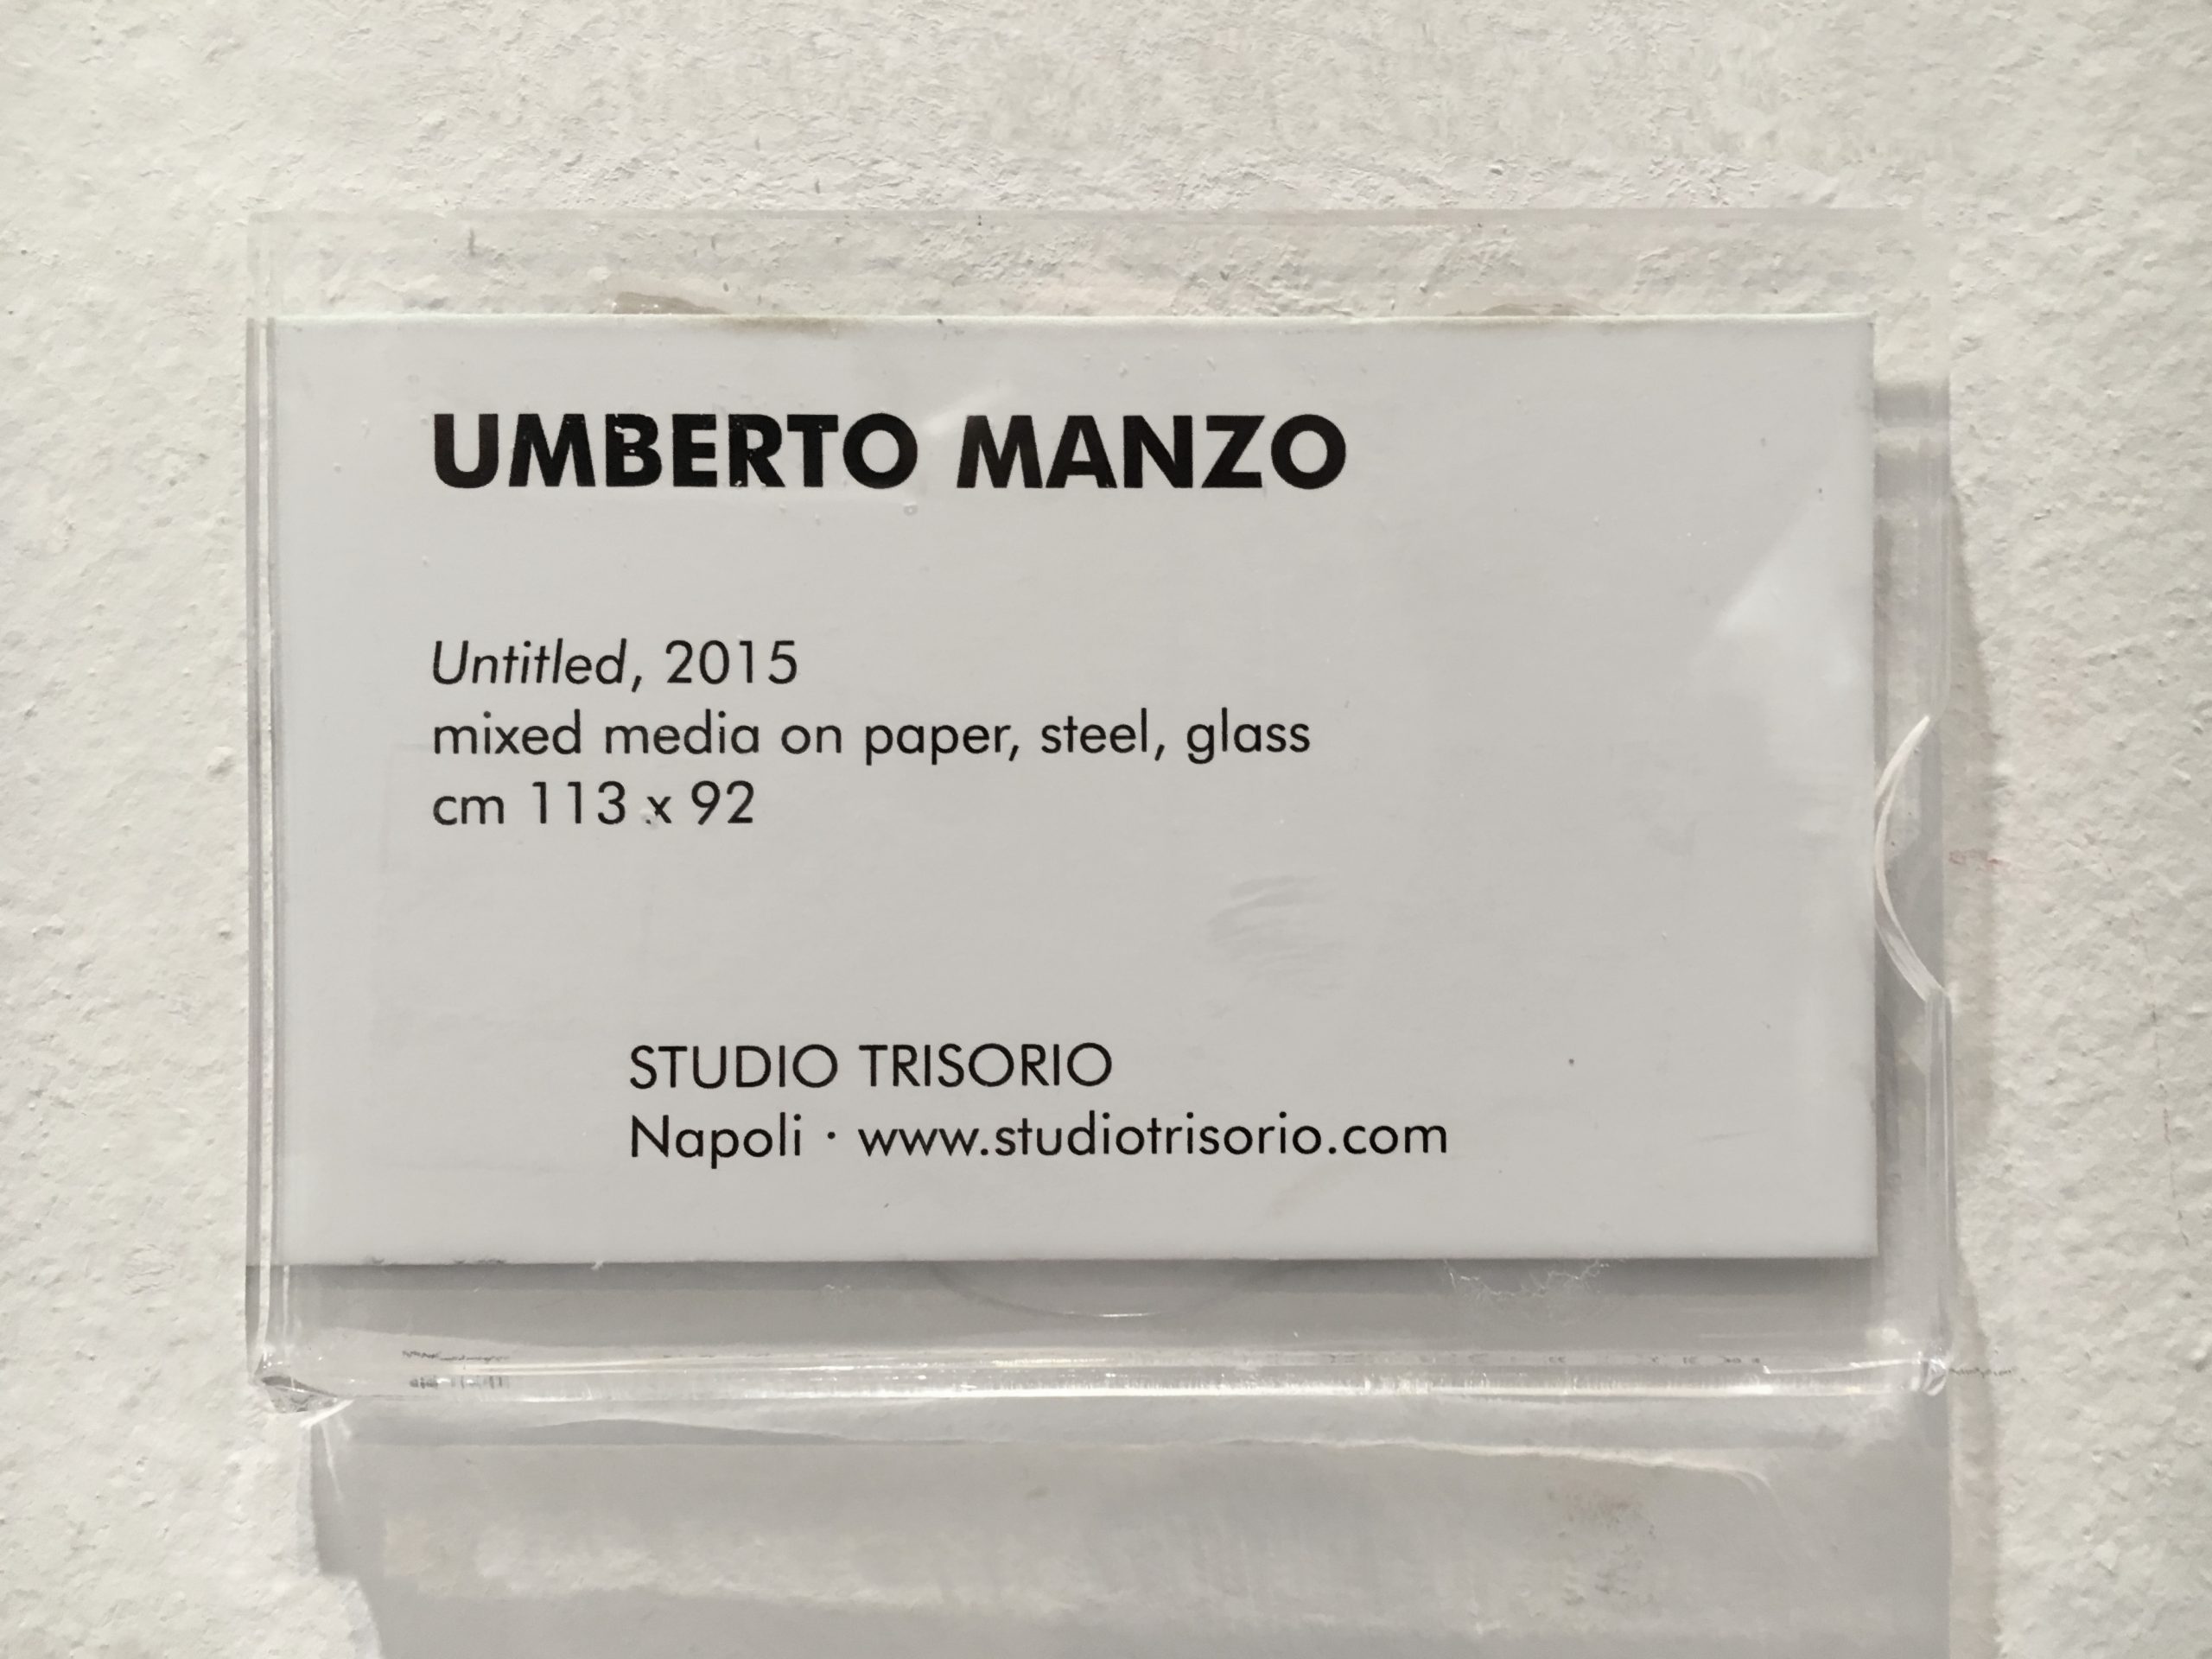 UMBERTO MANZO
Untitled, 2015
mixed media on paper, steel, glass
cm 113 x 92
STUDIO TRISORIO
Napoli · www.studiotrisorio.com